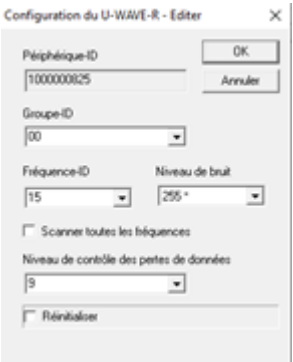 Configuration du U-WAVE-R - Editer
Périphérique-ID
OK
1000000825
Annuler
Groupe-ID
00
Fréquence-ID
Niveau de bruit
15
255 *
Scanner toutes les fréquences
Niveau de contrôle des pertes de données
9
Réinitialiser